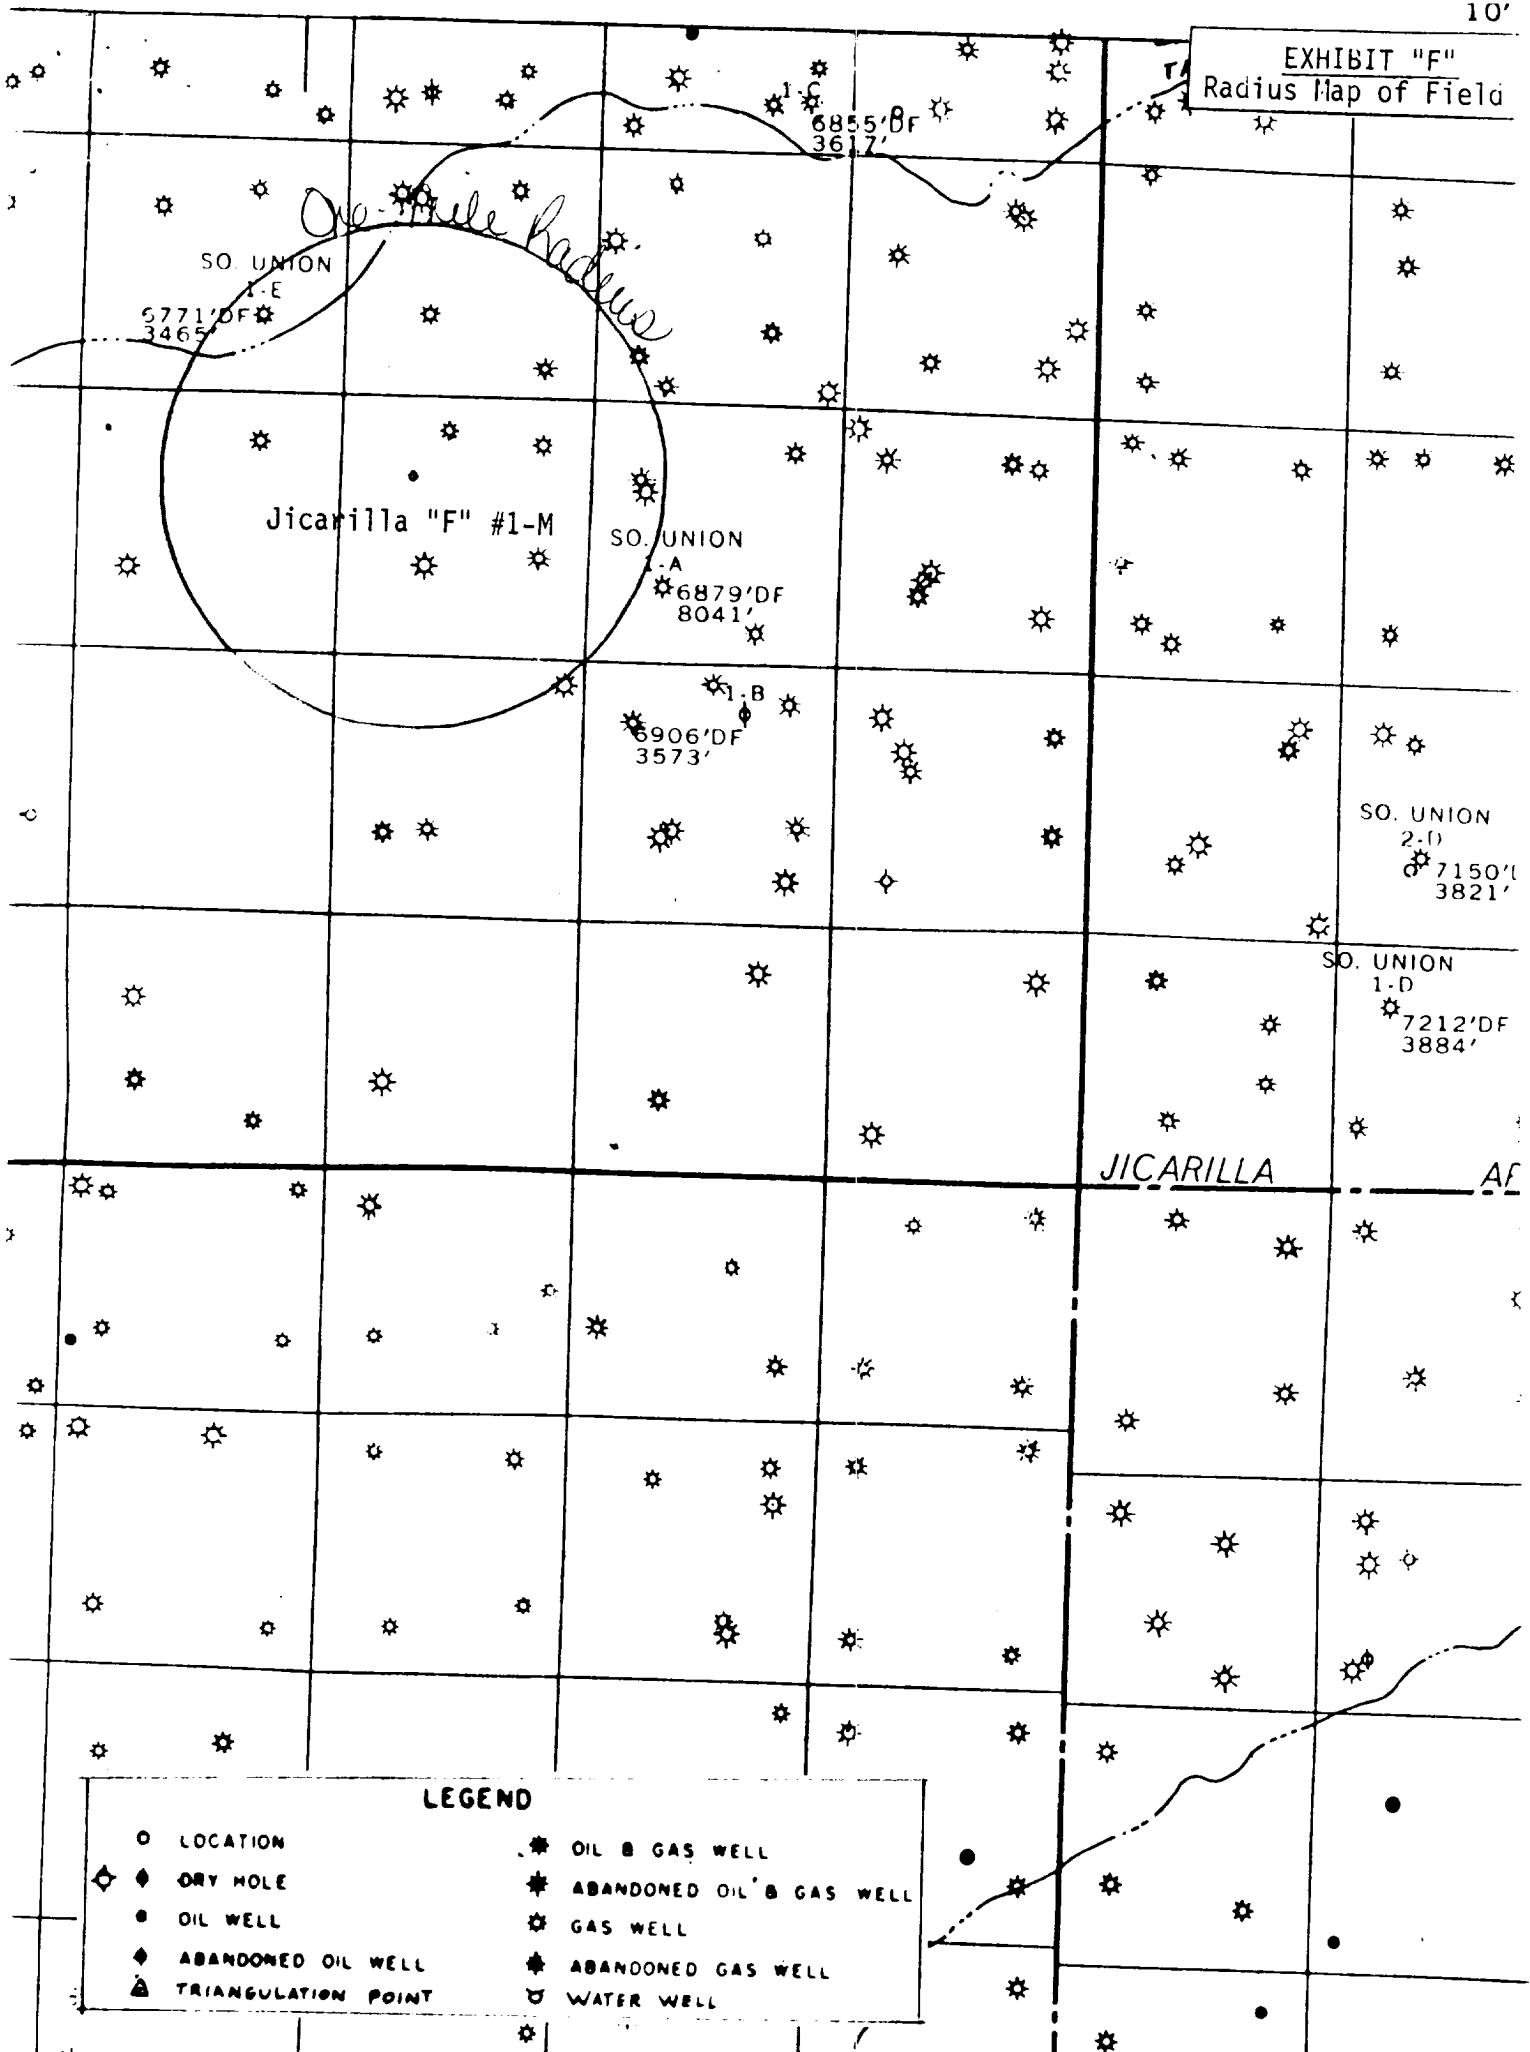 10'
EXHIBIT "F"
Radius Map of Field
1-C
6855'DF
3617'
One-Mile Radius
SO. UNION
1-E
6771'DF
3465'
Jicarilla "F" #1-M
SO. UNION
1-A
6879'DF
8041'
1-B
6906'DF
3573'
SO. UNION
2-D
7150'
3821'
SO. UNION
1-D
7212'DF
3884'
JICARILLA AP
LEGEND
LOCATION
DRY HOLE
OIL WELL
ABANDONED OIL WELL
TRIANGULATION POINT
OIL & GAS WELL
ABANDONED OIL & GAS WELL
GAS WELL
ABANDONED GAS WELL
WATER WELL